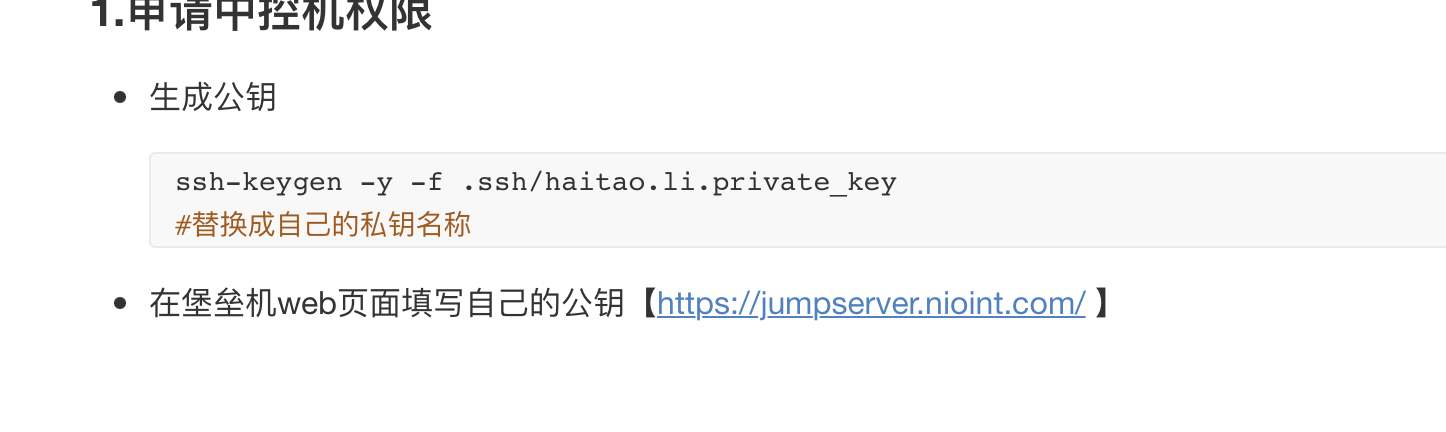 1.申请中控机权限
生成公钥
ssh-keygen -y -f .ssh/haitao.li.private_key
#替换成自己的私钥名称
在堡垒机web页面填写自己的公钥【https://jumpserver.nioint.com/ 】